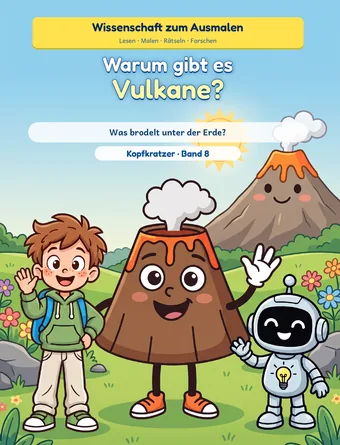 Wissenschaft zum Ausmalen
Lesen · Malen · Rätseln · Forschen
Warum gibt es
Vulkane?
Was brodelt unter der Erde?
Kopfkratzer · Band 8